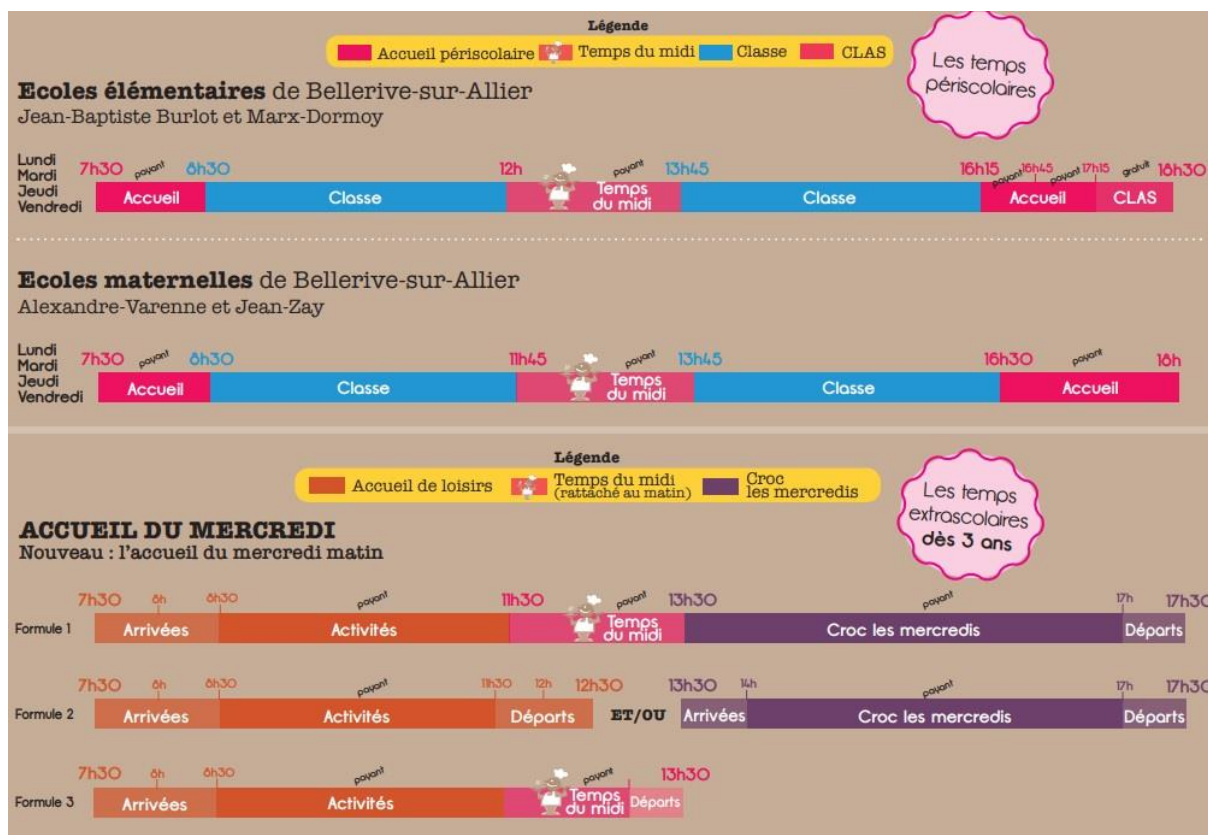 Légende
Accueil périscolaire Temps du midi Classe CLAS
Les temps
périscolaires
Ecoles élémentaires de Bellerive-sur-Allier
Jean-Baptiste Burlot et Marx-Dormoy
Lundi
Mardi
Jeudi
Vendredi
7h30 payant 8h30 12h payant 13h45 16h15 payant 16h45 payant 17h15 gratuit 18h30
Accueil Classe Temps du midi Classe Accueil CLAS
Ecoles maternelles de Bellerive-sur-Allier
Alexandre-Varenne et Jean-Zay
Lundi
Mardi
Jeudi
Vendredi
7h30 payant 8h30 11h45 payant 13h45 16h30 payant 18h
Accueil Classe Temps du midi Classe Accueil
Légende
Accueil de loisirs Temps du midi (rattaché au matin) Croc les mercredis
Les temps
extrascolaires
dès 3 ans
ACCUEIL DU MERCREDI
Nouveau : l'accueil du mercredi matin
7h30 8h 8h30 payant 11h30 payant 13h30 payant 17h 17h30
Formule 1 Arrivées Activités Temps du midi Croc les mercredis Départs
7h30 8h 8h30 payant 11h30 12h 12h30 13h30 14h payant 17h 17h30
Formule 2 Arrivées Activités Départs ET/OU Arrivées Croc les mercredis Départs
7h30 8h 8h30 payant payant 13h30
Formule 3 Arrivées Activités Temps du midi Départs